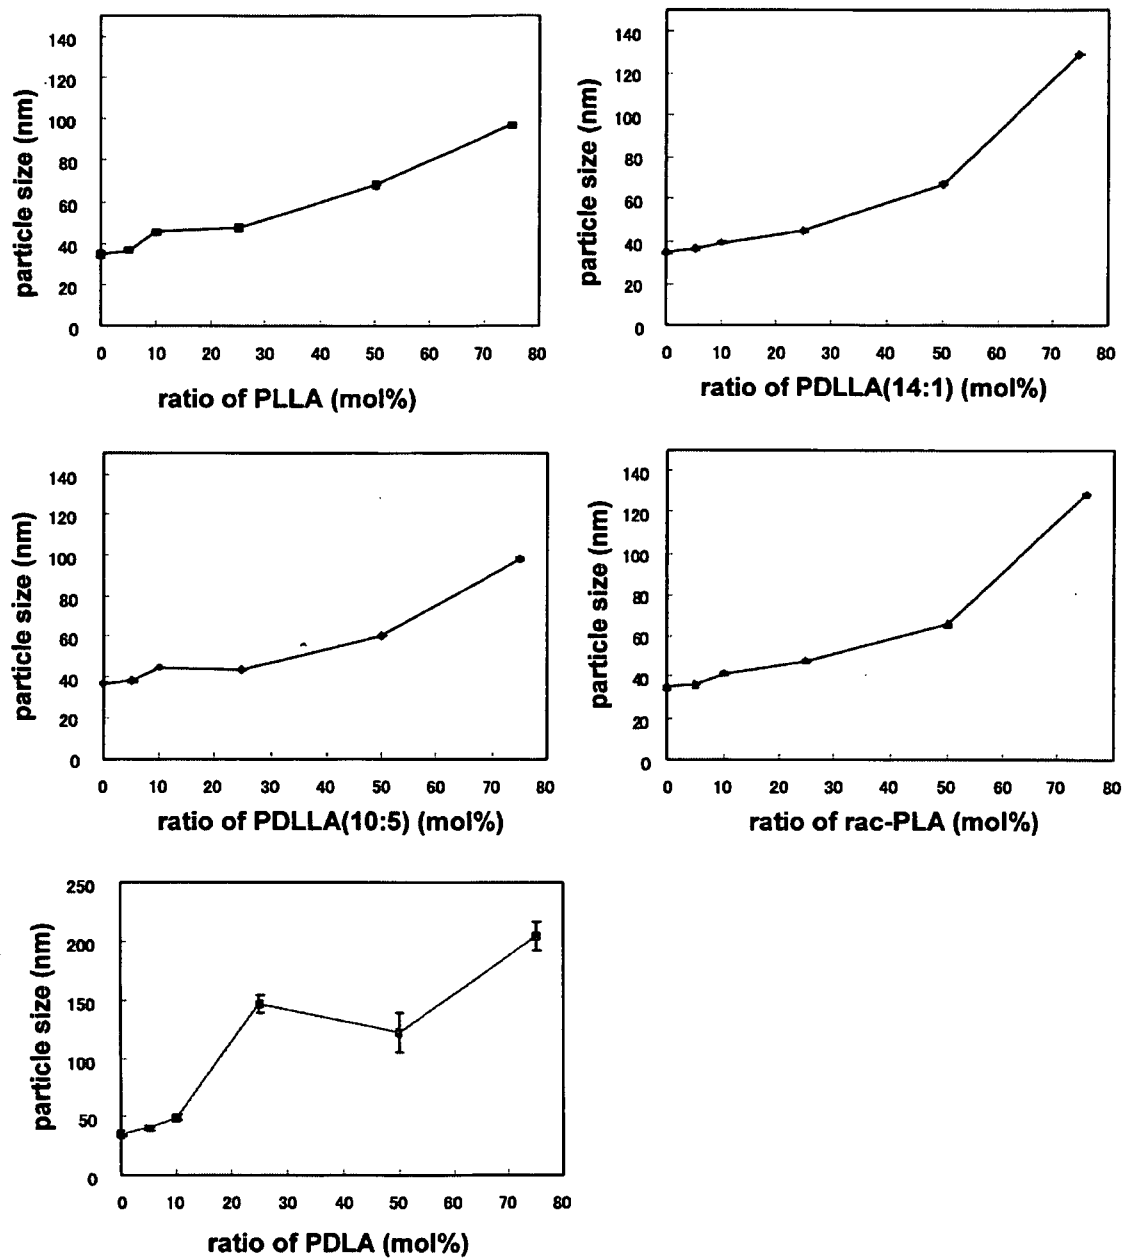 particle size (nm)
140
120
100
80
60
40
20
0
0 10 20 30 40 50 60 70 80
ratio of PLLA (mol%)
particle size (nm)
140
120
100
80
60
40
20
0
0 10 20 30 40 50 60 70 80
ratio of PDLLA(14:1) (mol%)
particle size (nm)
140
120
100
80
60
40
20
0
0 10 20 30 40 50 60 70 80
ratio of PDLLA(10:5) (mol%)
particle size (nm)
140
120
100
80
60
40
20
0
0 10 20 30 40 50 60 70 80
ratio of rac-PLA (mol%)
particle size (nm)
250
200
150
100
50
0
0 10 20 30 40 50 60 70 80
ratio of PDLA (mol%)